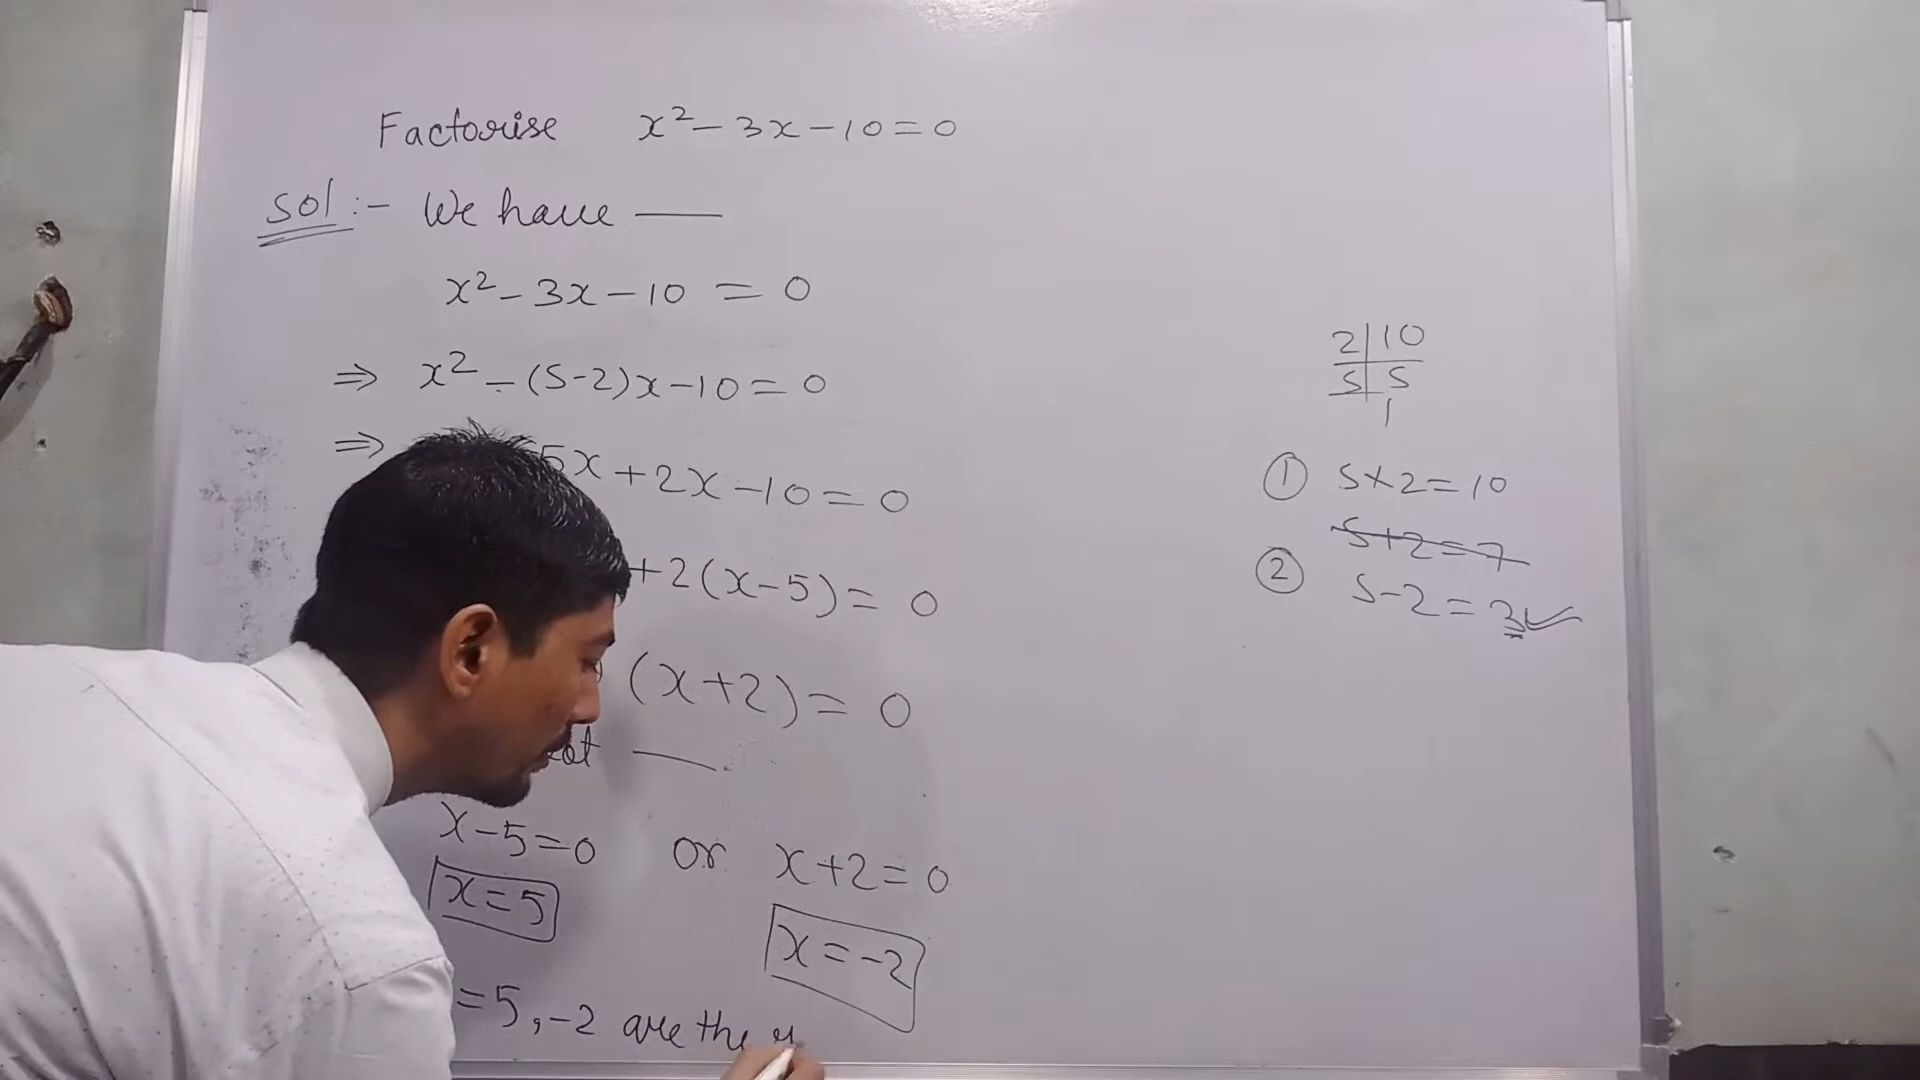 Factorise x² - 3x - 10 = 0
Sol :- We have —
x² - 3x - 10 = 0
⇒ x² - (5-2)x - 10 = 0
⇒ 5x + 2x - 10 = 0
+ 2(x - 5) = 0
(x + 2) = 0
x - 5 = 0 or x + 2 = 0
x = 5
x = -2
= 5, -2 are the
2 | 10
5 | 5
1
① 5 × 2 = 10
5 + 2 = 7
② 5 - 2 = 3 ✓